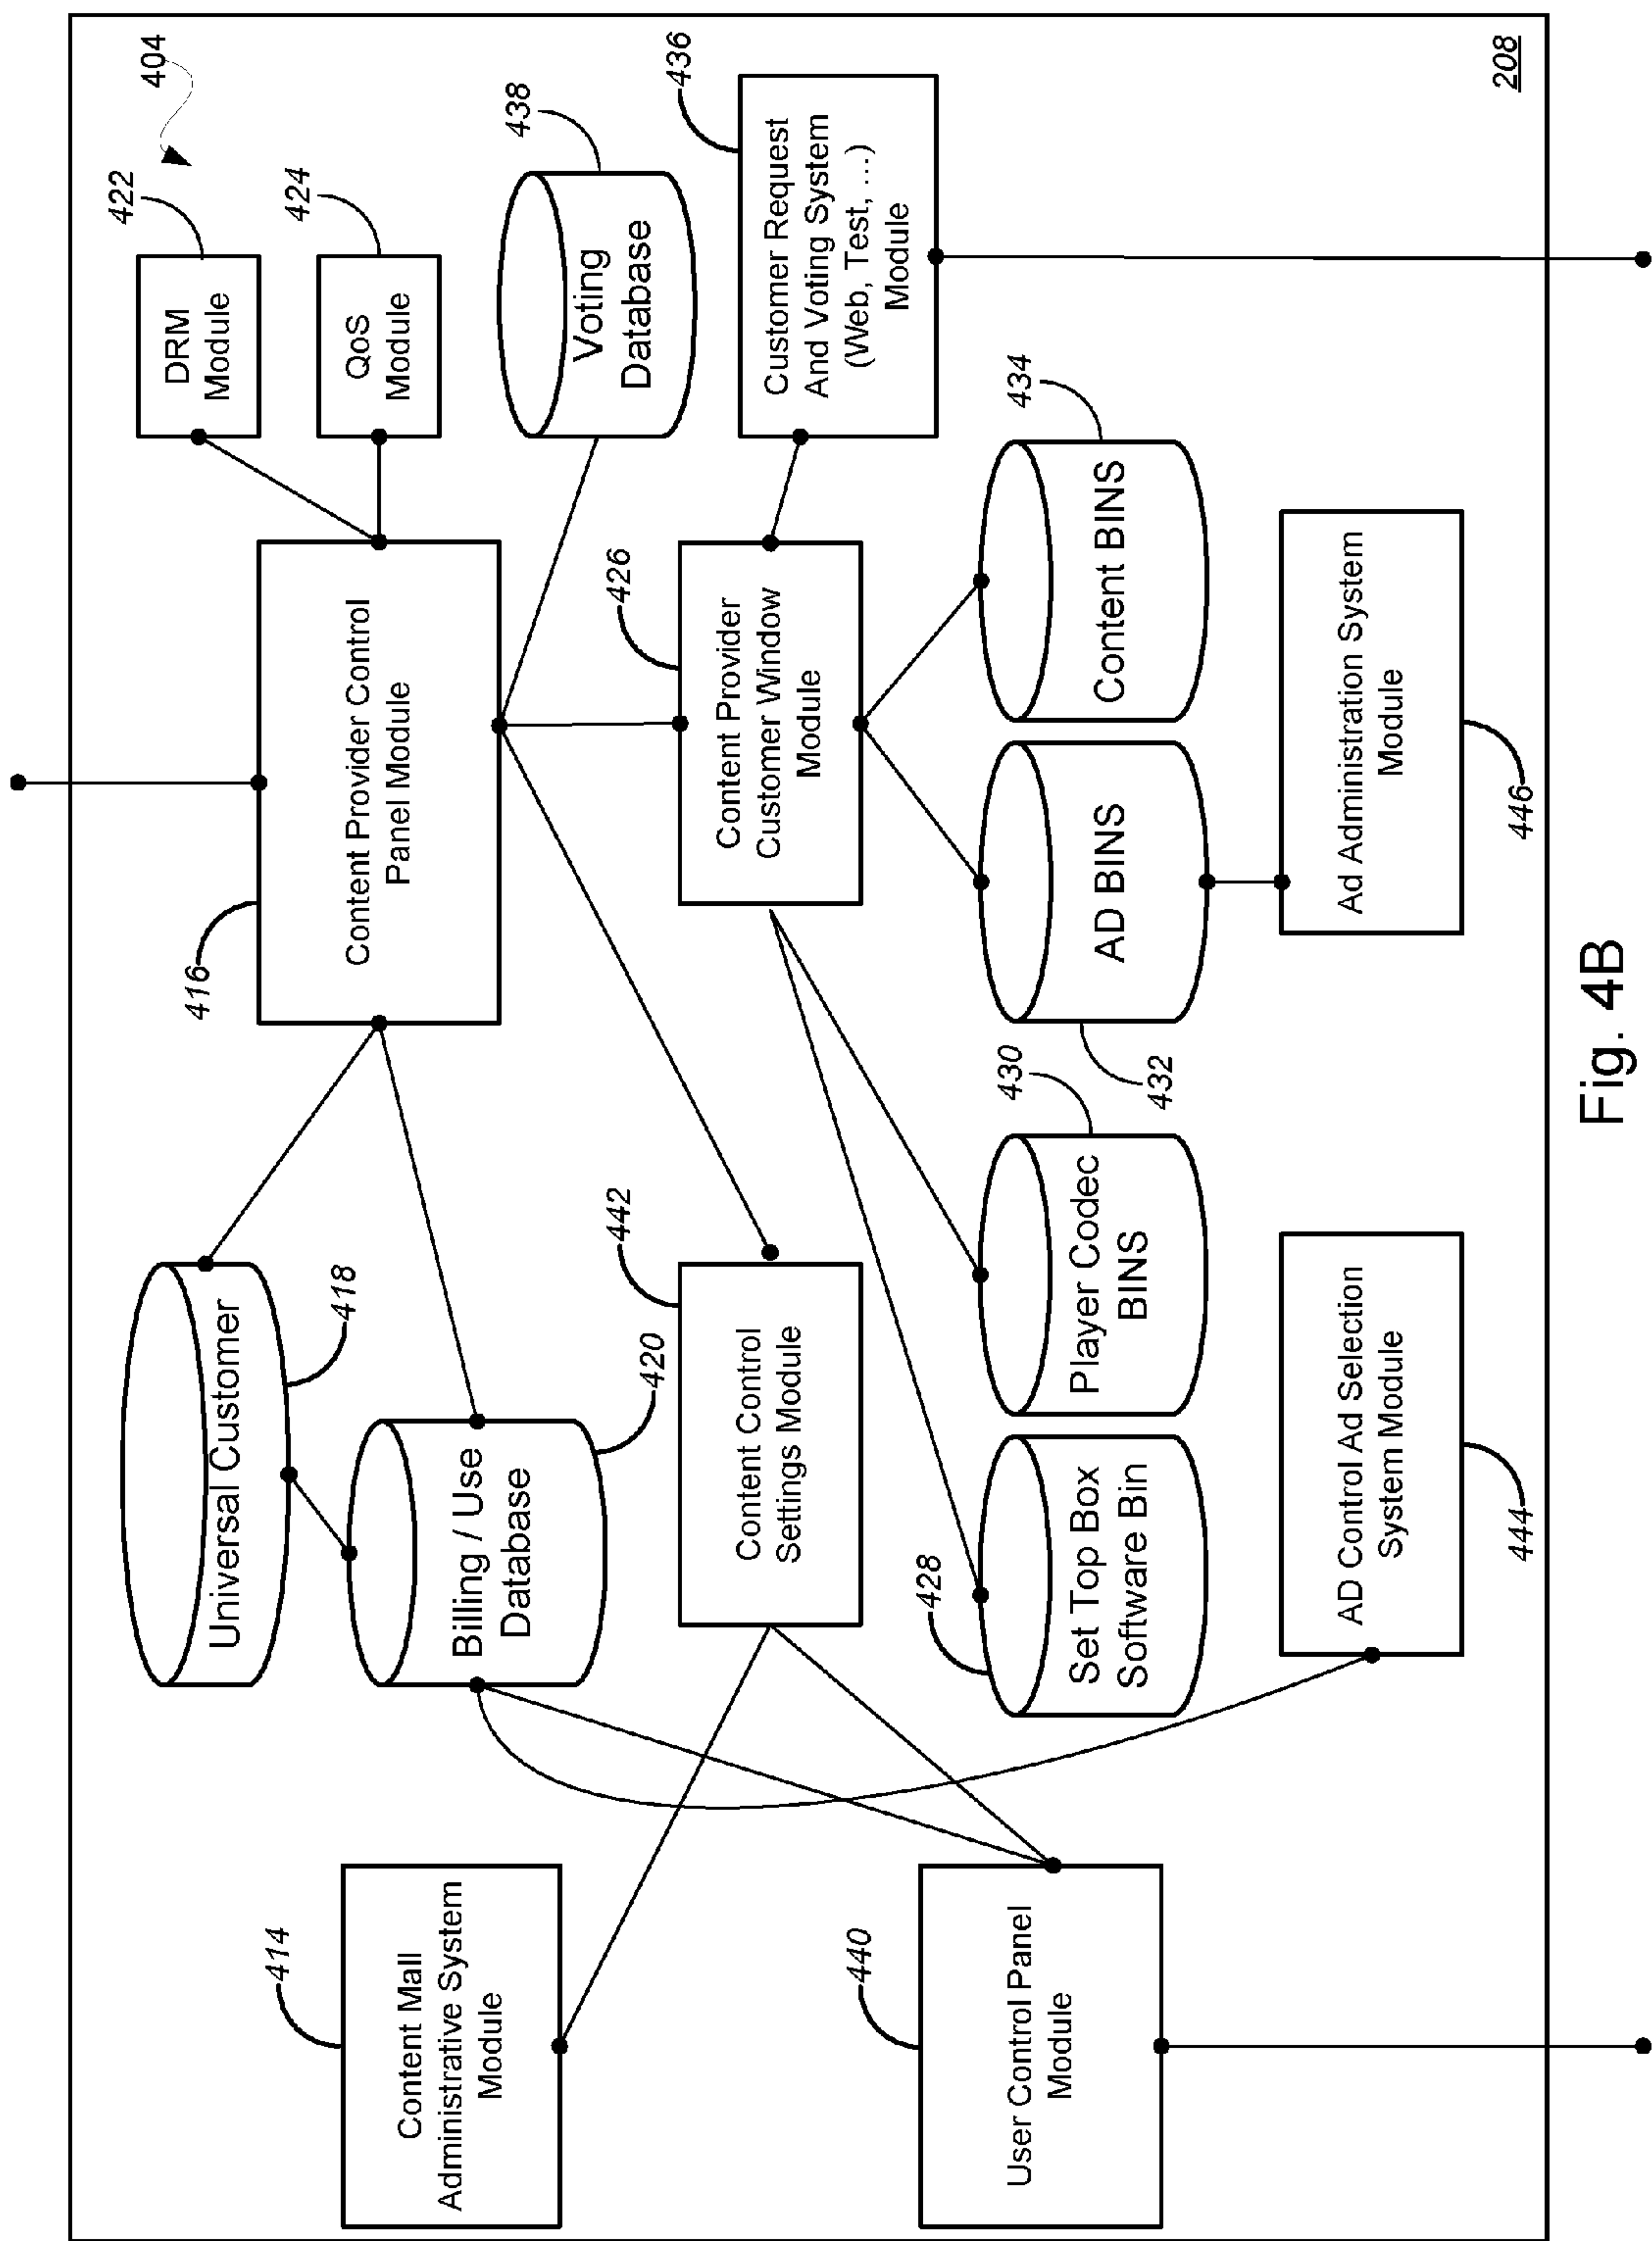 404
422
DRM
Module
424
QoS
Module
416
Content Provider Control
Panel Module
438
Voting
Database
418
Universal Customer
420
Billing / Use
Database
414
Content Mall
Administrative System
Module
442
Content Control
Settings Module
426
Content Provider
Customer Window
Module
436
Customer Request
And Voting System
(Web, Test, ...)
Module
440
User Control Panel
Module
428
Set Top Box
Software Bin
430
Player Codec
BINS
432
AD BINS
434
Content BINS
444
AD Control Ad Selection
System Module
446
Ad Administration System
Module
208
Fig. 4B